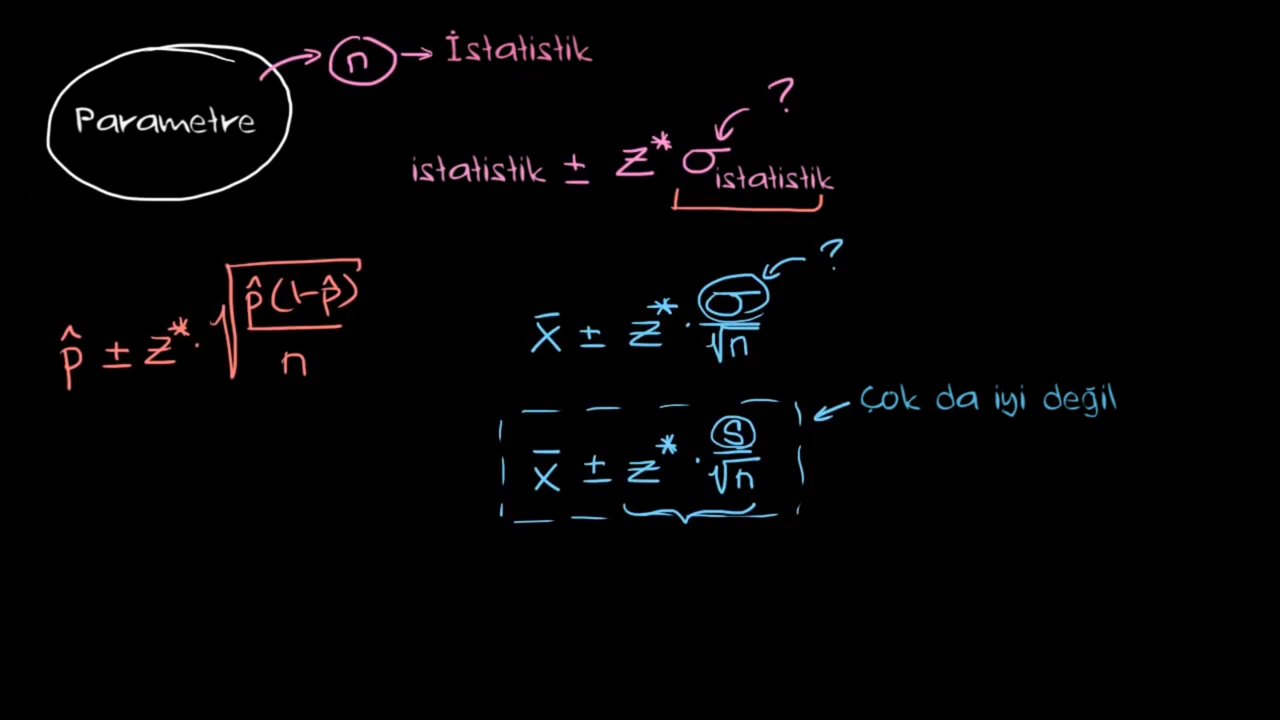 Parametre → n → İstatistik
?
istatistik ± z* σ istatistik
p̂ ± z* · √(p̂(1-p̂)/n)
?
x̄ ± z* · σ/√n
Çok da iyi değil
x̄ ± z* · s/√n